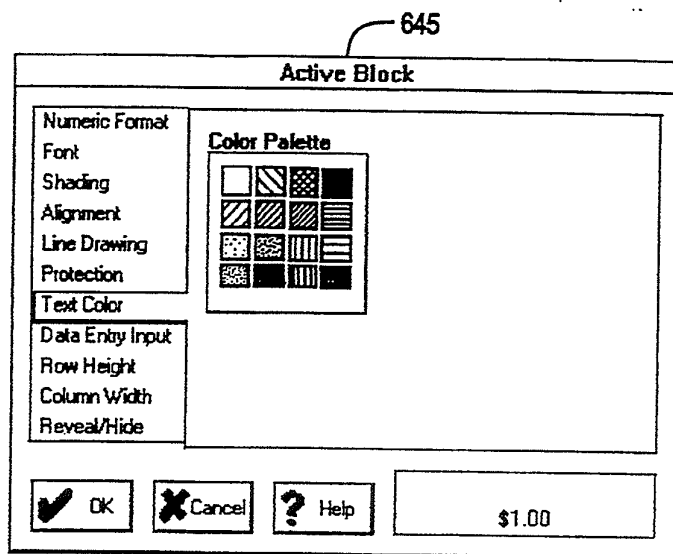 645
Active Block
Numeric Format
Font
Shading
Alignment
Line Drawing
Protection
Text Color
Data Entry Input
Row Height
Column Width
Reveal/Hide
Color Palette
OK
Cancel
? Help
$1.00